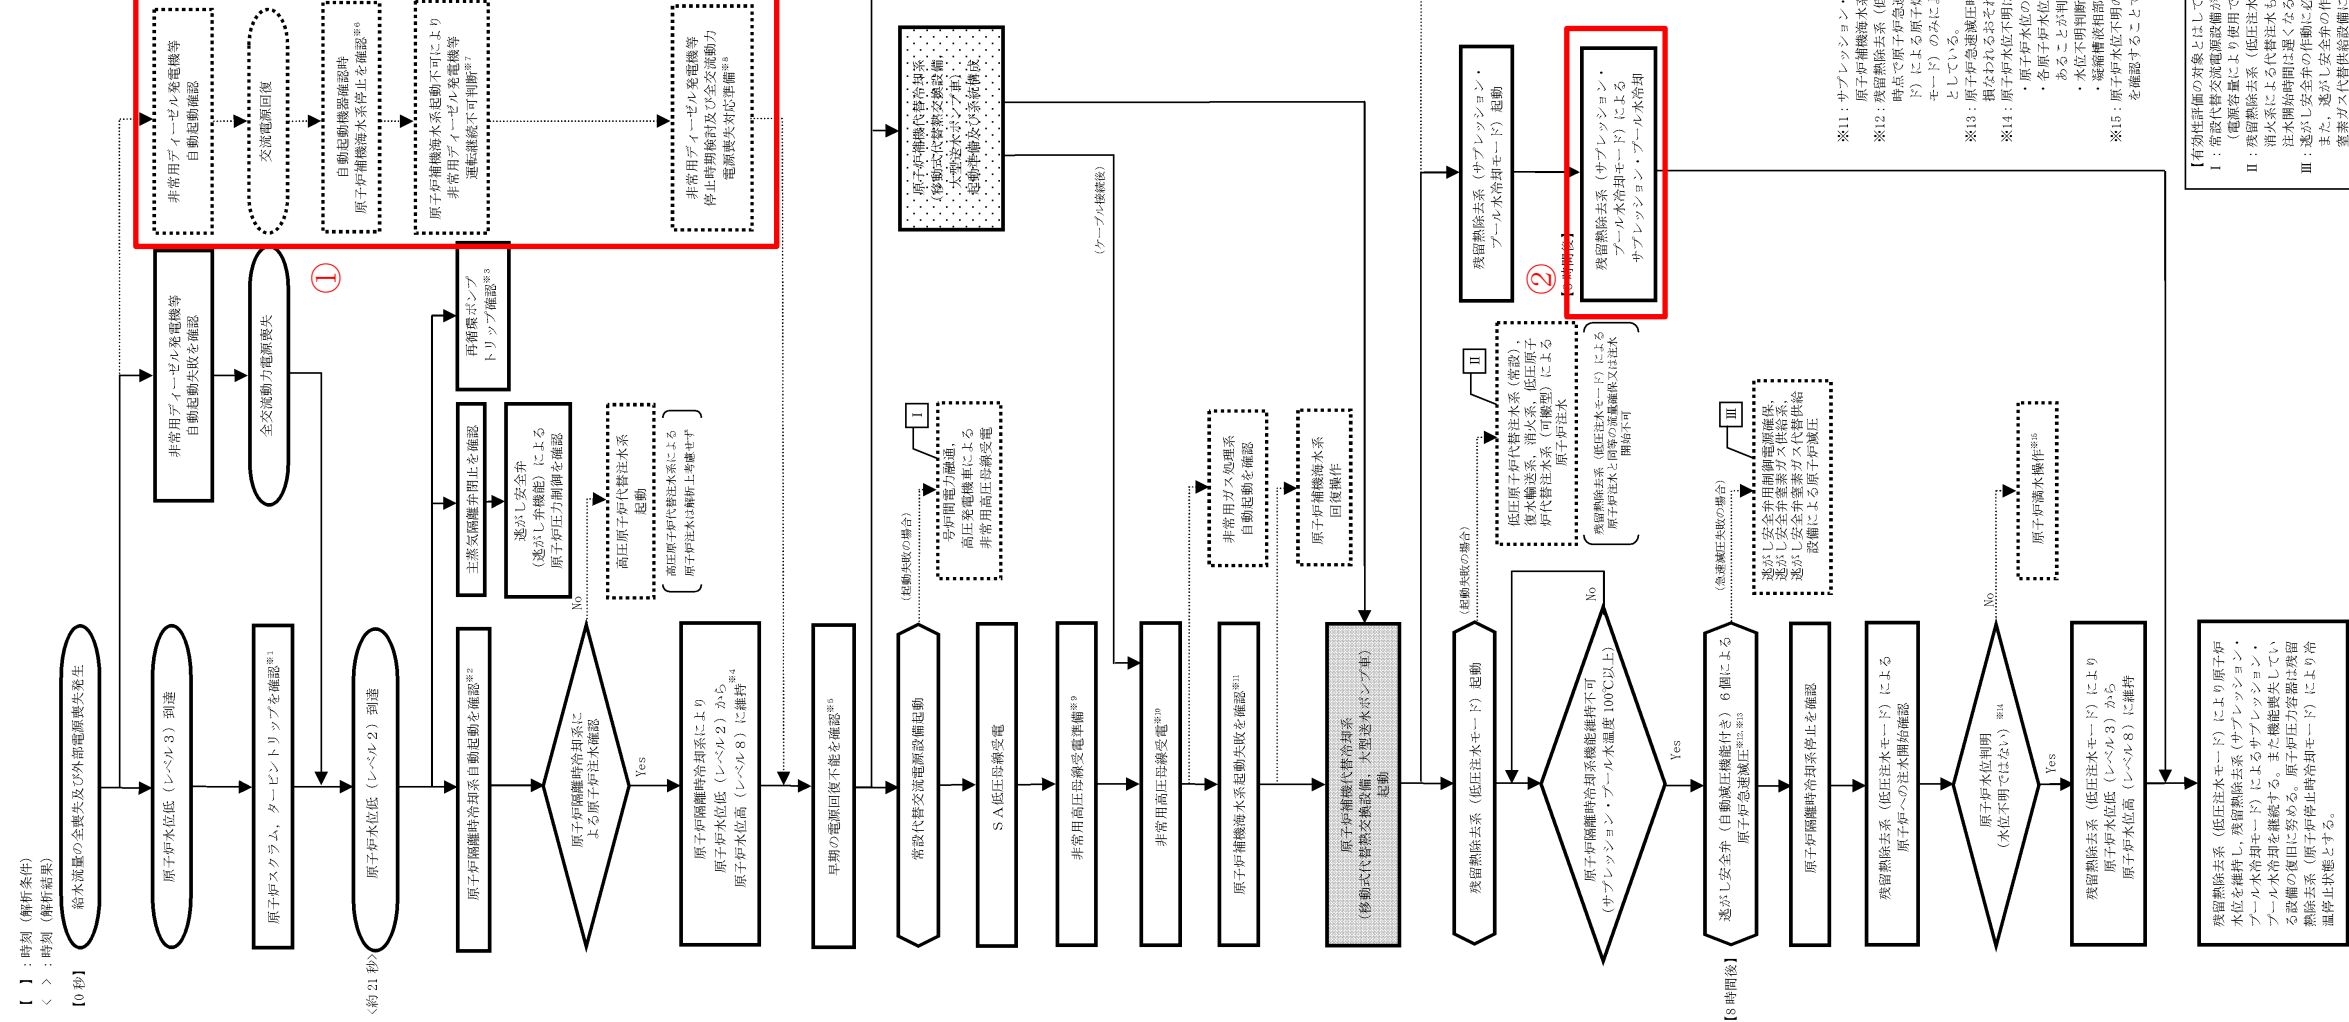 【　】：時刻（解析条件）
＜　＞：時刻（解析結果）
【0秒】
給水流量の全喪失及び外部電源喪失発生
原子炉水位低（レベル3）到達
原子炉スクラム，タービントリップを確認※1
<約21秒>
原子炉水位低（レベル2）到達
原子炉隔離時冷却系自動起動を確認※2
原子炉隔離時冷却系に
よる原子炉注水確認
No
Yes
原子炉隔離時冷却系により
原子炉水位低（レベル2）から
原子炉水位高（レベル8）に維持※4
早期の電源回復不能を確認※5
常設代替交流電源設備起動
（起動失敗の場合）
SA低圧母線受電
非常用高圧母線受電準備※9
非常用高圧母線受電※10
原子炉補機海水系起動失敗を確認※11
原子炉補機代替冷却系
（移動式代替熱交換設備，大型送水ポンプ車）
起動
残留熱除去系（低圧注水モード）起動
（起動失敗の場合）
原子炉隔離時冷却系機能維持不可
（サプレッション・プール水温度100℃以上）
No
Yes
【8時間後】
逃がし安全弁（自動減圧機能付き）6個による
原子炉急速減圧※12,※13
（急速減圧失敗の場合）
原子炉隔離時冷却系停止を確認
残留熱除去系（低圧注水モード）による
原子炉への注水開始確認
原子炉水位判明
（水位不明ではない）※14
No
Yes
残留熱除去系（低圧注水モード）により
原子炉水位低（レベル3）から
原子炉水位高（レベル8）に維持
残留熱除去系（低圧注水モード）により原子炉
水位を維持し，残留熱除去系（サプレッション・
プール水冷却モード）によるサプレッション・
プール水冷却を継続する。また機能喪失してい
る設備の復旧に努める。原子炉圧力容器は残留
熱除去系（原子炉停止時冷却モード）により冷
温停止状態とする。
非常用ディーゼル発電機等
自動起動失敗を確認
全交流動力電源喪失
主蒸気隔離弁閉止を確認
逃がし安全弁
（逃がし弁機能）による
原子炉圧力制御を確認
再循環ポンプ
トリップ確認※3
高圧原子炉代替注水系
起動
高圧原子炉代替注水系による
原子炉注水は解析上考慮せず
Ⅰ
号炉間電力融通，
高圧発電機車による
非常用高圧母線受電
非常用ガス処理系
自動起動を確認
原子炉補機海水系
回復操作
Ⅱ
低圧原子炉代替注水系（常設），
復水輸送系，消火系，低圧原子
炉代替注水系（可搬型）による
原子炉注水
残留熱除去系（低圧注水モード）による
原子炉注水と同等の流量確保又は注水
開始不可
Ⅲ
逃がし安全弁用制御電源確保，
逃がし安全弁窒素ガス供給系，
逃がし安全弁窒素ガス代替供給
設備による原子炉減圧
原子炉満水操作※15
①
非常用ディーゼル発電機等
自動起動確認
交流電源回復
自動起動機器確認時
原子炉補機海水系停止を確認※6
原子炉補機海水系起動不可により
非常用ディーゼル発電機等
運転継続不可判断※7
非常用ディーゼル発電機等
停止時期検討及び全交流動力
電源喪失対応準備※8
原子炉補機代替冷却系
（移動式代替熱交換設備，
大型送水ポンプ車）
起動準備及び系統構成
（ケーブル接続後）
残留熱除去系（サプレッション・
プール水冷却モード）起動
②
残留熱除去系（サプレッション・
プール水冷却モード）による
サプレッション・プール水冷却
※11：サプレッション・
原子炉補機海水系
※12：残留熱除去系（低
時点で原子炉急速
ド）による原子炉
モード）のみによ
としている。
※13：原子炉急速減圧時
損なわれるおそれ
※14：原子炉水位不明に
・原子炉水位の
・各原子炉水位
あることが判
・水位不明判断
・凝縮槽液相部
※15：原子炉水位不明の
を確認することで
【有効性評価の対象とはして
Ⅰ：常設代替交流電源設備が
（電源容量により使用で
Ⅱ：残留熱除去系（低圧注水
消火系による代替注水も
注水開始時間は遅くなる
Ⅲ：逃がし安全弁の作動に必
また，逃がし安全弁の作
窒素ガス代替供給設備に